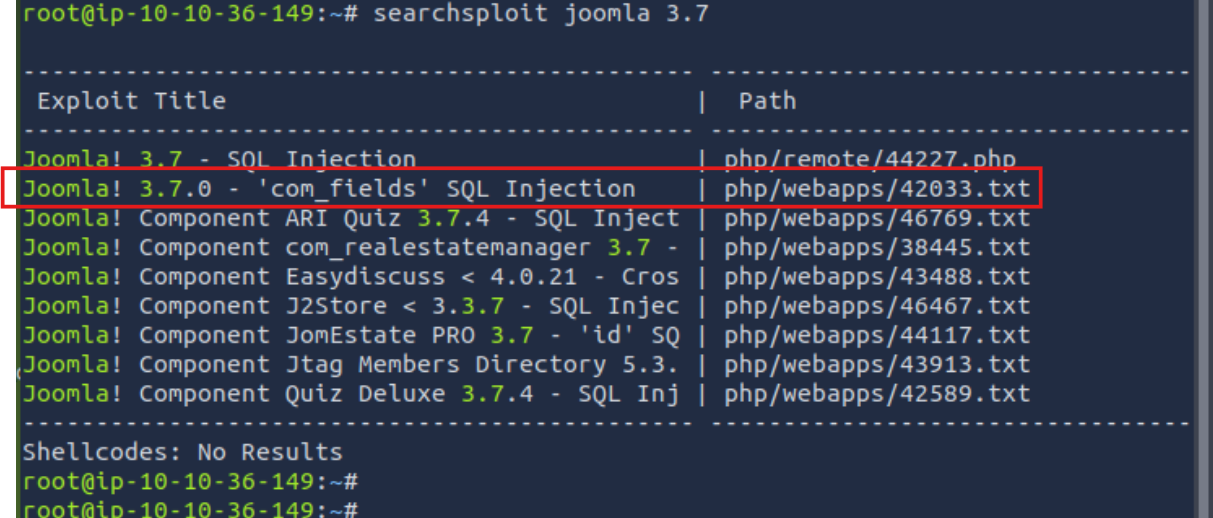 root@ip-10-10-36-149:~# searchsploit joomla 3.7
---------------------------------------------- ---------------------------------
Exploit Title | Path
---------------------------------------------- ---------------------------------
Joomla! 3.7 - SQL Injection | php/remote/44227.php
Joomla! 3.7.0 - 'com_fields' SQL Injection | php/webapps/42033.txt
Joomla! Component ARI Quiz 3.7.4 - SQL Inject | php/webapps/46769.txt
Joomla! Component com_realestatemanager 3.7 - | php/webapps/38445.txt
Joomla! Component Easydiscuss < 4.0.21 - Cros | php/webapps/43488.txt
Joomla! Component J2Store < 3.3.7 - SQL Injec | php/webapps/46467.txt
Joomla! Component JomEstate PRO 3.7 - 'id' SQ | php/webapps/44117.txt
Joomla! Component Jtag Members Directory 5.3. | php/webapps/43913.txt
Joomla! Component Quiz Deluxe 3.7.4 - SQL Inj | php/webapps/42589.txt
---------------------------------------------- ---------------------------------
Shellcodes: No Results
root@ip-10-10-36-149:~#
root@ip-10-10-36-149:~#